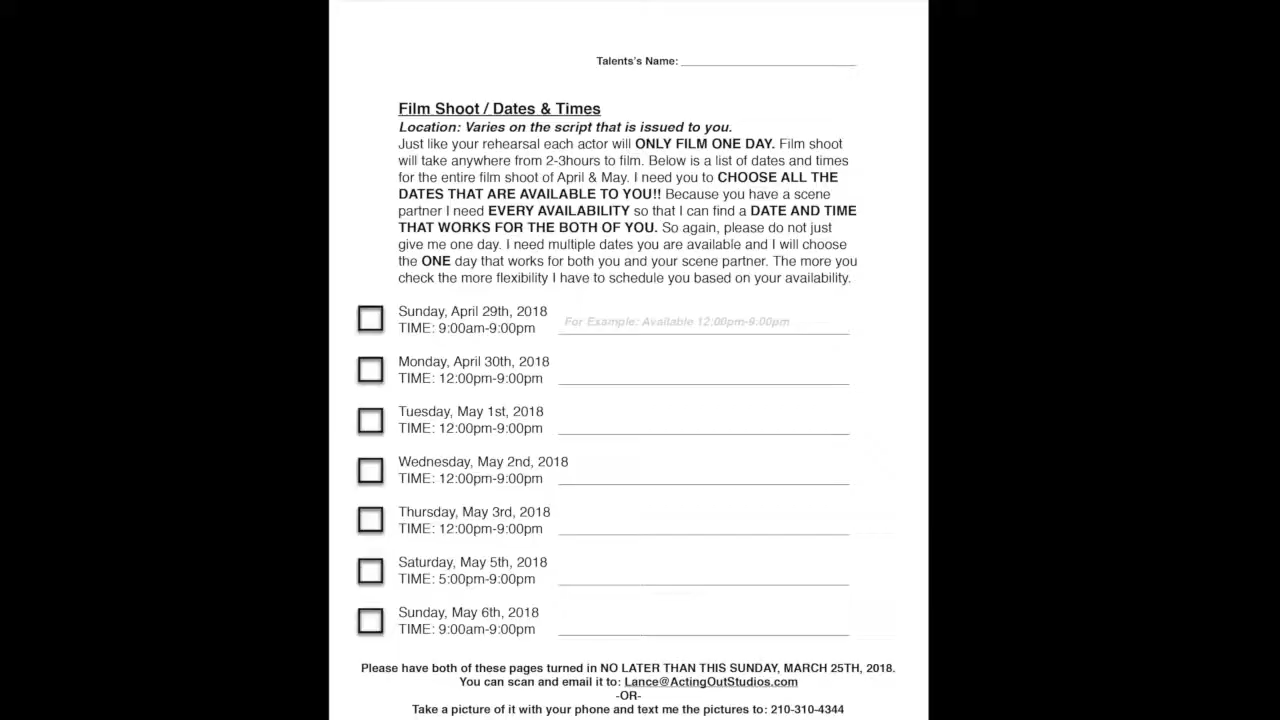 Talents's Name:
Film Shoot / Dates & Times
Location: Varies on the script that is issued to you.
Just like your rehearsal each actor will ONLY FILM ONE DAY. Film shoot
will take anywhere from 2-3hours to film. Below is a list of dates and times
for the entire film shoot of April & May. I need you to CHOOSE ALL THE
DATES THAT ARE AVAILABLE TO YOU!! Because you have a scene
partner I need EVERY AVAILABILITY so that I can find a DATE AND TIME
THAT WORKS FOR THE BOTH OF YOU. So again, please do not just
give me one day. I need multiple dates you are available and I will choose
the ONE day that works for both you and your scene partner. The more you
check the more flexibility I have to schedule you based on your availability.
Sunday, April 29th, 2018
TIME: 9:00am-9:00pm
For Example: Available 12:00pm-9:00pm
Monday, April 30th, 2018
TIME: 12:00pm-9:00pm
Tuesday, May 1st, 2018
TIME: 12:00pm-9:00pm
Wednesday, May 2nd, 2018
TIME: 12:00pm-9:00pm
Thursday, May 3rd, 2018
TIME: 12:00pm-9:00pm
Saturday, May 5th, 2018
TIME: 5:00pm-9:00pm
Sunday, May 6th, 2018
TIME: 9:00am-9:00pm
Please have both of these pages turned in NO LATER THAN THIS SUNDAY, MARCH 25TH, 2018.
You can scan and email it to: Lance@ActingOutStudios.com
-OR-
Take a picture of it with your phone and text me the pictures to: 210-310-4344